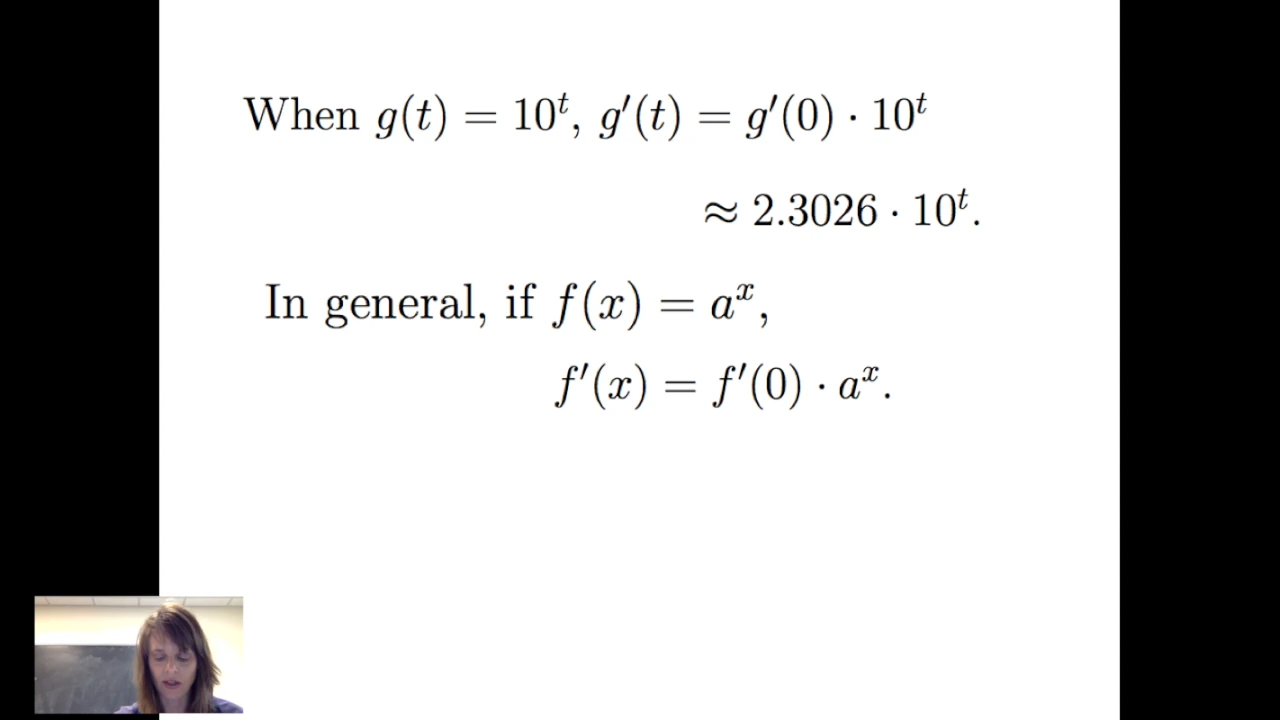 When g(t) = 10^t, g′(t) = g′(0) · 10^t
≈ 2.3026 · 10^t.
In general, if f(x) = a^x,
f′(x) = f′(0) · a^x.